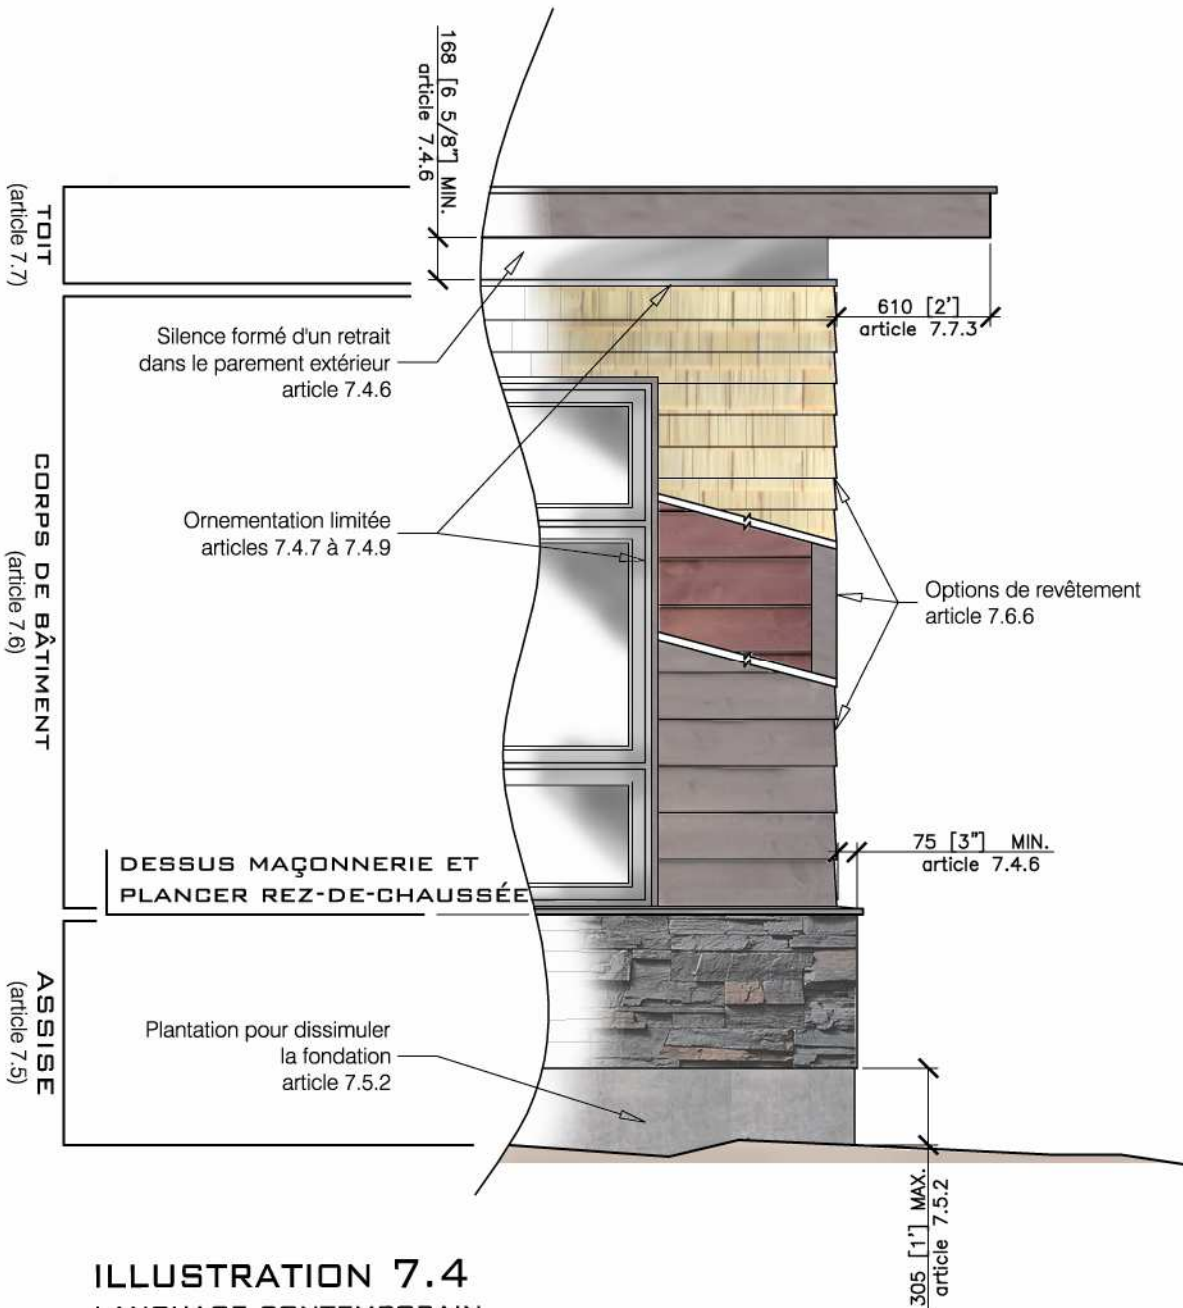 168 [6 5/8"] MIN.
article 7.4.6
TOIT
(article 7.7)
610 [2']
article 7.7.3
Silence formé d'un retrait
dans le parement extérieur
article 7.4.6
CORPS DE BÂTIMENT
(article 7.6)
Ornementation limitée
articles 7.4.7 à 7.4.9
Options de revêtement
article 7.6.6
75 [3"] MIN.
article 7.4.6
DESSUS MAÇONNERIE ET
PLANCER REZ-DE-CHAUSSÉE
ASSISE
(article 7.5)
Plantation pour dissimuler
la fondation
article 7.5.2
305 [1'] MAX.
article 7.5.2
ILLUSTRATION 7.4